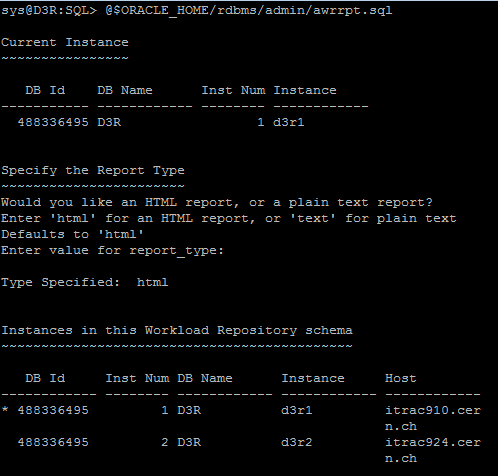 sys@D3R:SQL> @$ORACLE_HOME/rdbms/admin/awrrpt.sql
Current Instance
~~~~~~~~~~~~~~~~
   DB Id    DB Name      Inst Num Instance
----------- ------------ -------- ------------
  488336495 D3R                 1 d3r1
Specify the Report Type
~~~~~~~~~~~~~~~~~~~~~~~
Would you like an HTML report, or a plain text report?
Enter 'html' for an HTML report, or 'text' for plain text
Defaults to 'html'
Enter value for report_type:
Type Specified:  html
Instances in this Workload Repository schema
~~~~~~~~~~~~~~~~~~~~~~~~~~~~~~~~~~~~~~~~~~~~
   DB Id     Inst Num DB Name      Instance     Host
------------ -------- ------------ ------------ ------------
* 488336495         1 D3R          d3r1         itrac910.cer
                                                n.ch
  488336495         2 D3R          d3r2         itrac924.cer
                                                n.ch